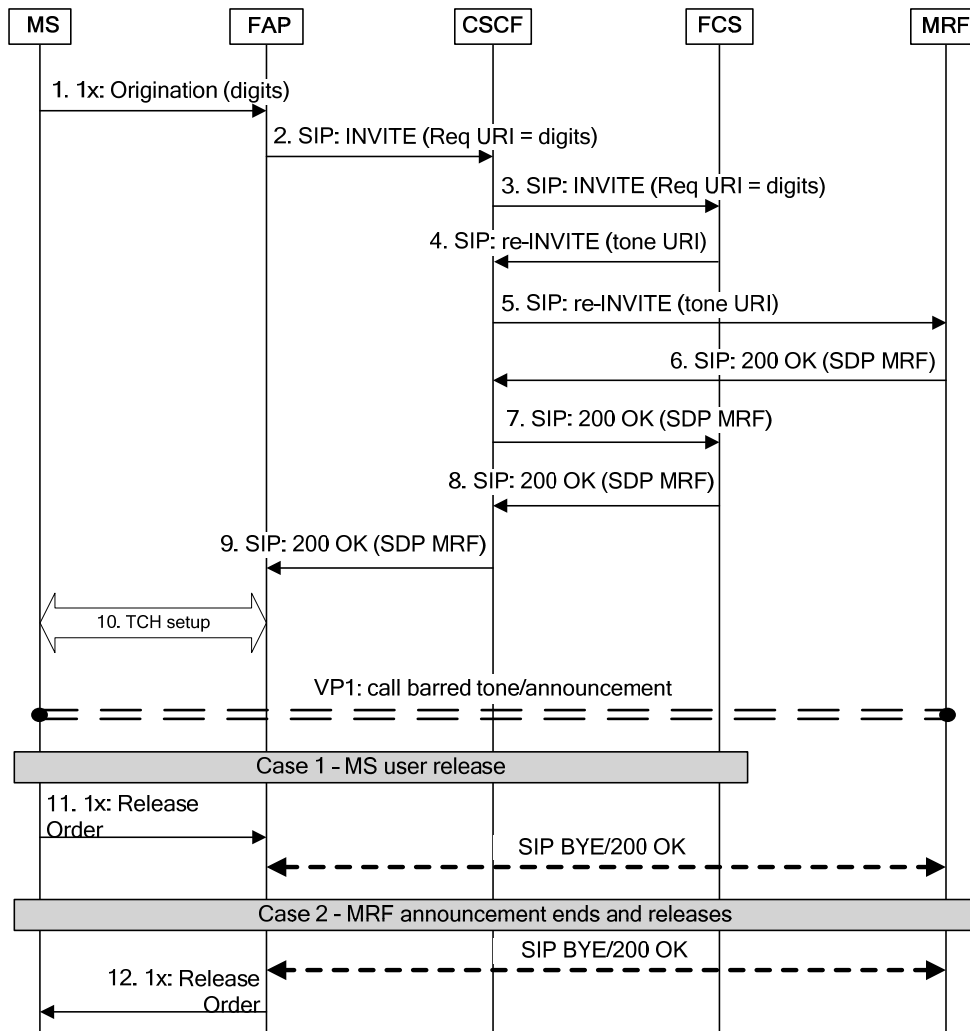 MS
FAP
CSCF
FCS
MRF
1. 1x: Origination (digits)
2. SIP: INVITE (Req URI = digits)
3. SIP: INVITE (Req URI = digits)
4. SIP: re-INVITE (tone URI)
5. SIP: re-INVITE (tone URI)
6. SIP: 200 OK (SDP MRF)
7. SIP: 200 OK (SDP MRF)
8. SIP: 200 OK (SDP MRF)
9. SIP: 200 OK (SDP MRF)
10. TCH setup
VP1: call barred tone/announcement
Case 1 - MS user release
11. 1x: Release
Order
SIP BYE/200 OK
Case 2 - MRF announcement ends and releases
SIP BYE/200 OK
12. 1x: Release
Order